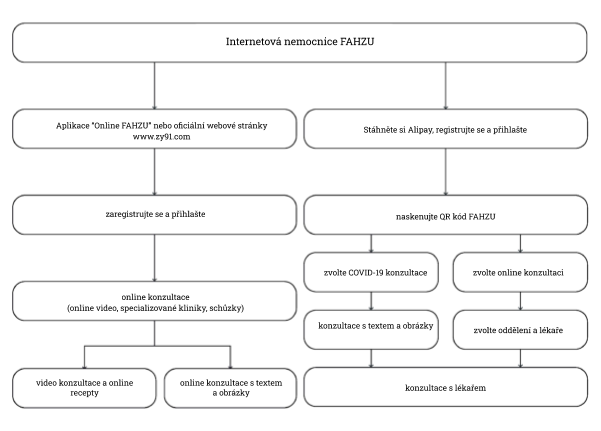 Internetová nemocnice FAHZU
Aplikace "Online FAHZU" nebo oficiální webové stránky
www.zy91.com
Stáhněte si Alipay, registrujte se a přihlašte
zaregistrujte se a přihlašte
naskenujte QR kód FAHZU
zvolte COVID-19 konzultace
zvolte online konzultaci
online konzultace
(online video, specializované kliniky, schůzky)
konzultace s textem a obrázky
zvolte oddělení a lékaře
video konzultace a online
recepty
online konzultace s textem
a obrázky
konzultace s lékařem